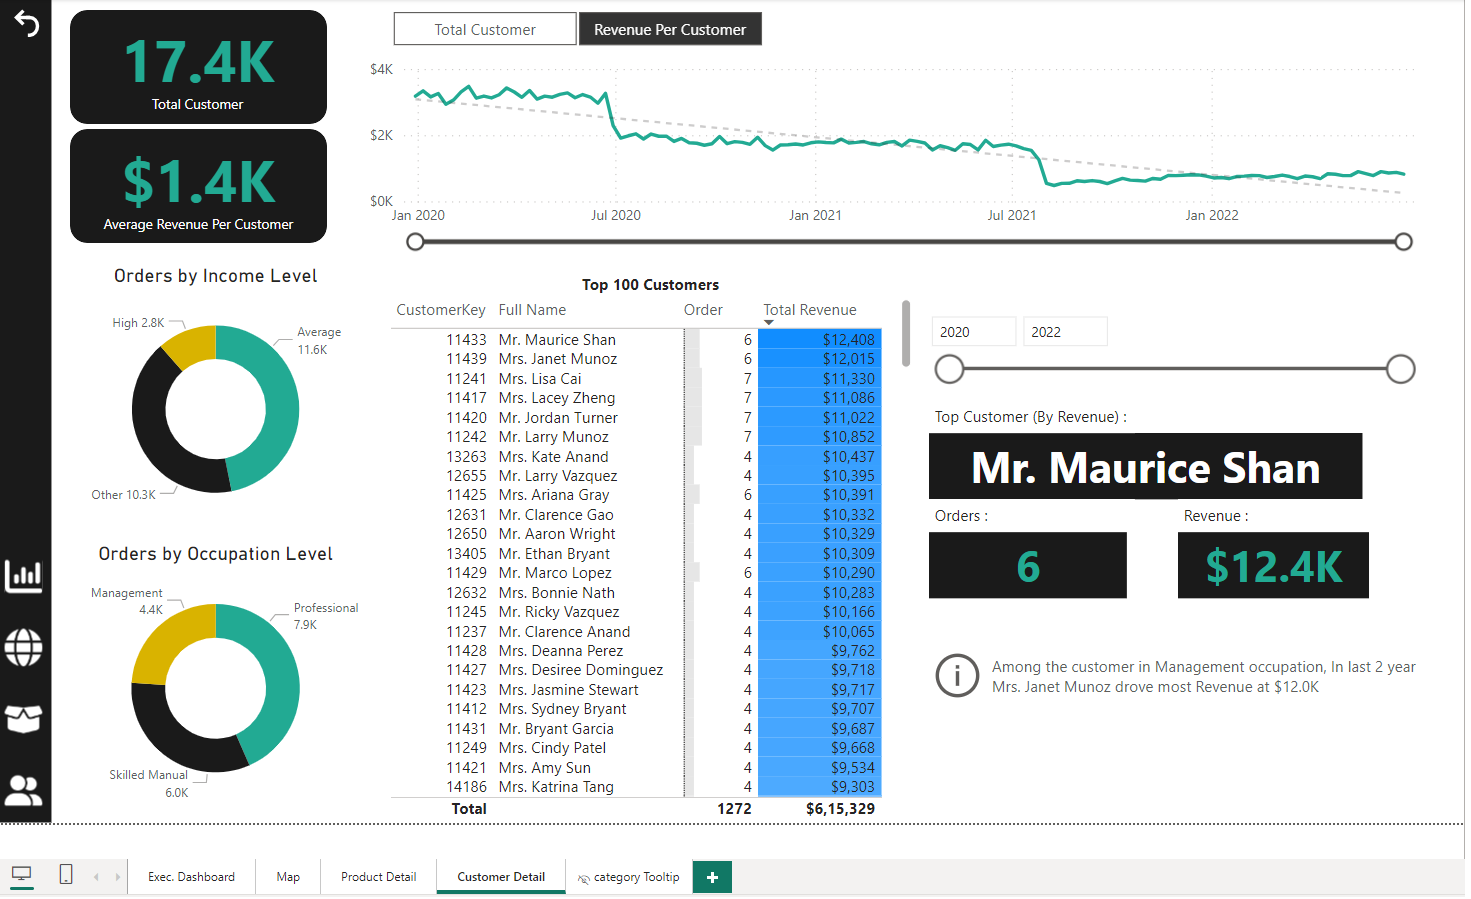 17.4K
Total Customer
$1.4K
Average Revenue Per Customer
Total Customer
Revenue Per Customer
$4K
$2K
$0K
Jan 2020
Jul 2020
Jan 2021
Jul 2021
Jan 2022
Orders by Income Level
High 2.8K
Average
11.6K
Other 10.3K
Orders by Occupation Level
Management
4.4K
Professional
7.9K
Skilled Manual
6.0K
Top 100 Customers
CustomerKey Full Name Order Total Revenue
11433 Mr. Maurice Shan 6 $12,408
11439 Mrs. Janet Munoz 6 $12,015
11241 Mrs. Lisa Cai 7 $11,330
11417 Mrs. Lacey Zheng 7 $11,086
11420 Mr. Jordan Turner 7 $11,022
11242 Mr. Larry Munoz 7 $10,852
13263 Mrs. Kate Anand 4 $10,437
12655 Mr. Larry Vazquez 4 $10,395
11425 Mrs. Ariana Gray 6 $10,391
12631 Mr. Clarence Gao 4 $10,332
12650 Mr. Aaron Wright 4 $10,329
13405 Mr. Ethan Bryant 4 $10,309
11429 Mr. Marco Lopez 6 $10,290
12632 Mrs. Bonnie Nath 4 $10,283
11245 Mr. Ricky Vazquez 4 $10,166
11237 Mr. Clarence Anand 4 $10,065
11428 Mrs. Deanna Perez 4 $9,762
11427 Mrs. Desiree Dominguez 4 $9,718
11423 Mrs. Jasmine Stewart 4 $9,717
11412 Mrs. Sydney Bryant 4 $9,707
11431 Mr. Bryant Garcia 4 $9,687
11249 Mrs. Cindy Patel 4 $9,668
11421 Mrs. Amy Sun 4 $9,534
14186 Mrs. Katrina Tang 4 $9,303
Total 1272 $6,15,329
2020
2022
Top Customer (By Revenue) :
Mr. Maurice Shan
Orders :
6
Revenue :
$12.4K
Among the customer in Management occupation, In last 2 year
Mrs. Janet Munoz drove most Revenue at $12.0K
Exec. Dashboard
Map
Product Detail
Customer Detail
category Tooltip